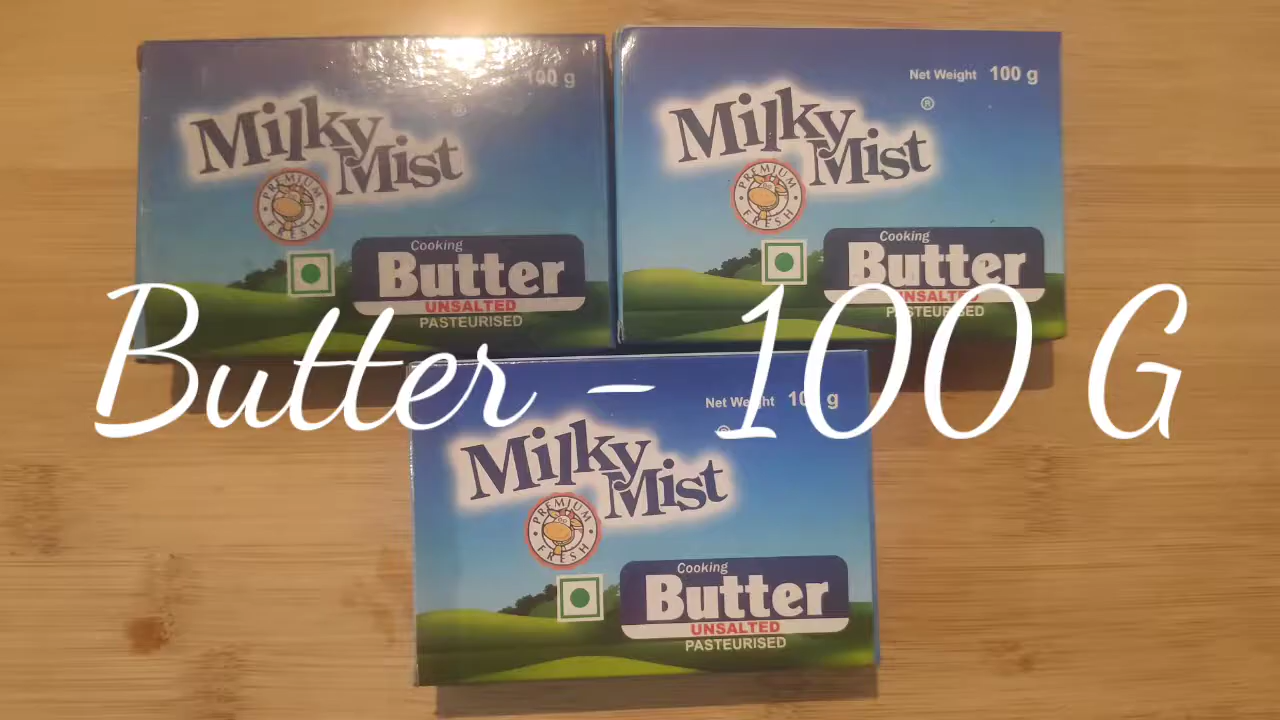 100 g
Milky
Mist
®
PREMIUM
FRESH
Cooking
Butter
UNSALTED
PASTEURISED
Net Weight 100 g
®
Milky
Mist
PREMIUM
FRESH
Cooking
Butter
UNSALTED
PASTEURISED
Butter - 100 G
Net Weight 100 g
Milky
Mist
PREMIUM
FRESH
Cooking
Butter
UNSALTED
PASTEURISED